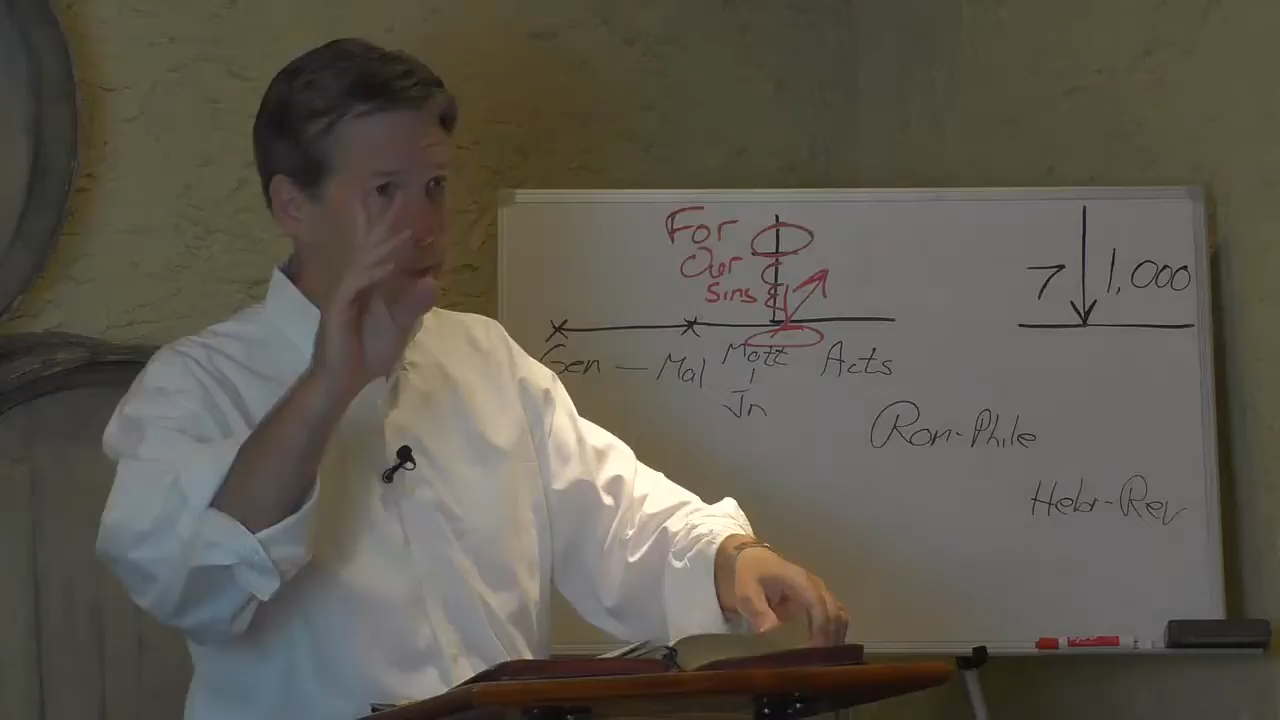 For
Our
Sins
7 1,000
Gen — Mal Matt Acts
Jn
Rom-Phile
Hebr-Rev